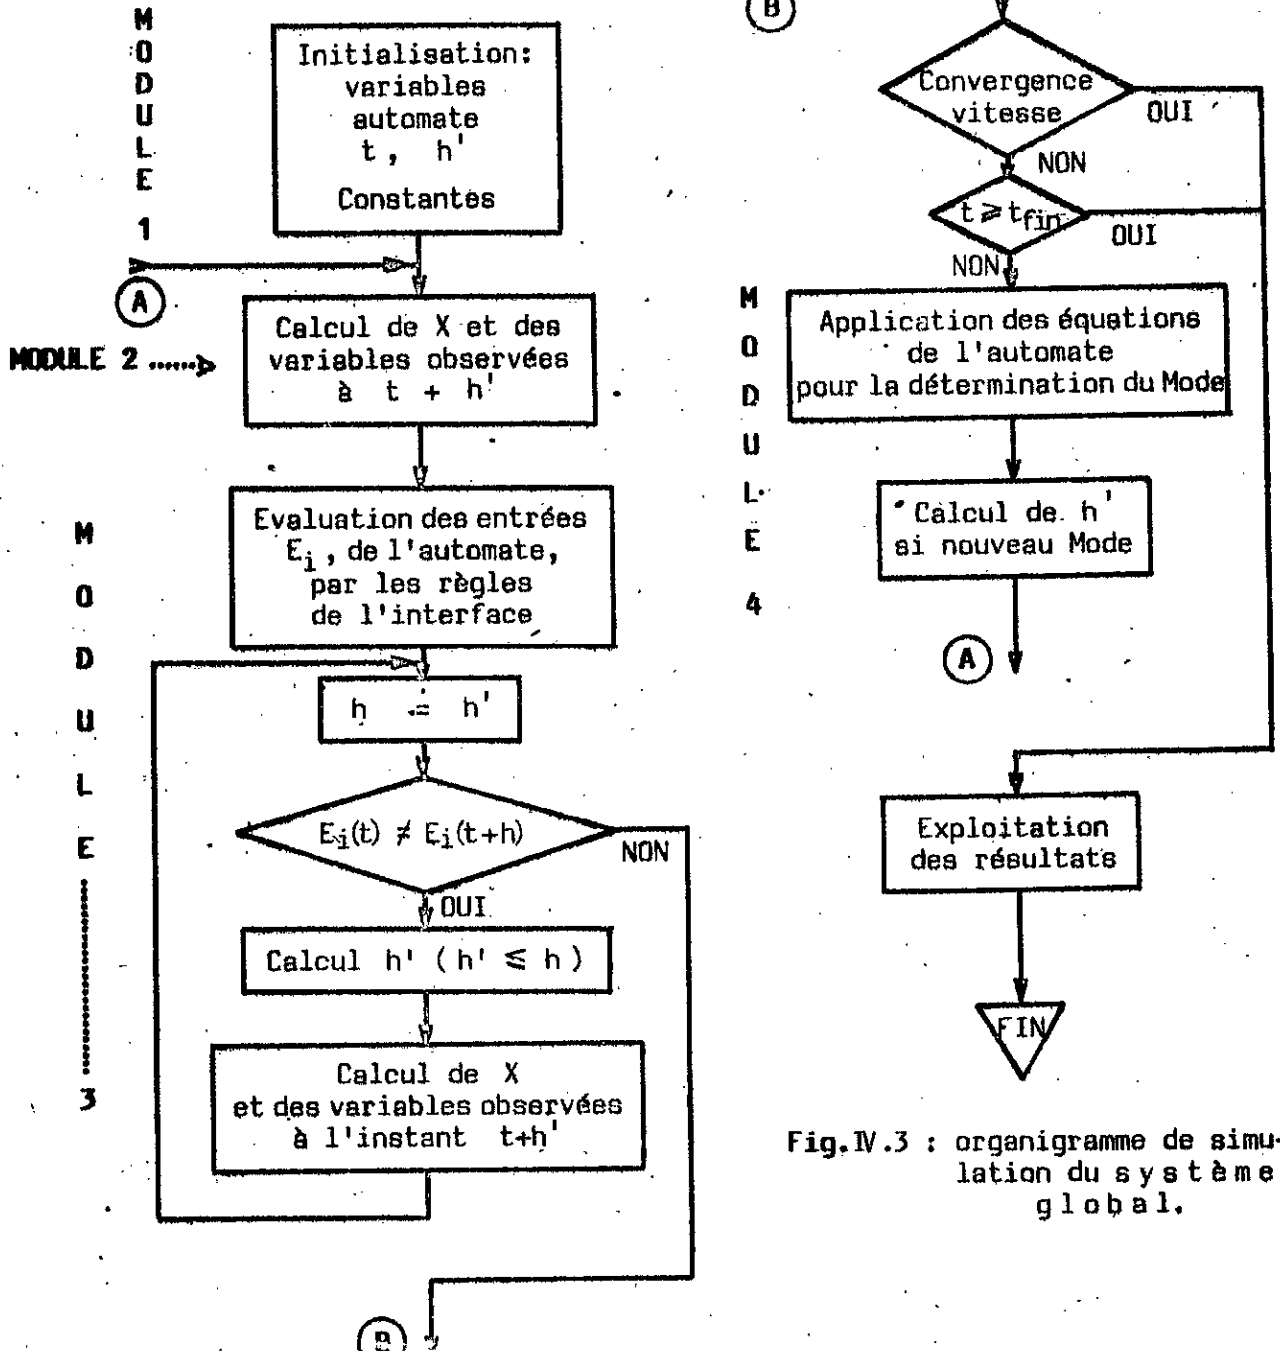 MODULE 1
Initialisation:
variables
automate
t , h'
Constantes
A
MODULE 2 ......>
Calcul de X et des
variables observées
à t + h'
MODULE 3
Evaluation des entrées
Ei , de l'automate,
par les règles
de l'interface
h := h'
Ei(t) ≠ Ei(t+h)
NON
OUI
Calcul h' ( h' ⩽ h )
Calcul de X
et des variables observées
à l'instant t+h'
B
B
Convergence
vitesse
OUI
NON
t ⩾ tfin
OUI
NON
MODULE 4
Application des équations
de l'automate
pour la détermination du Mode
Calcul de h'
si nouveau Mode
A
Exploitation
des résultats
FIN
Fig.IV.3 : organigramme de simu-
lation du système
global.